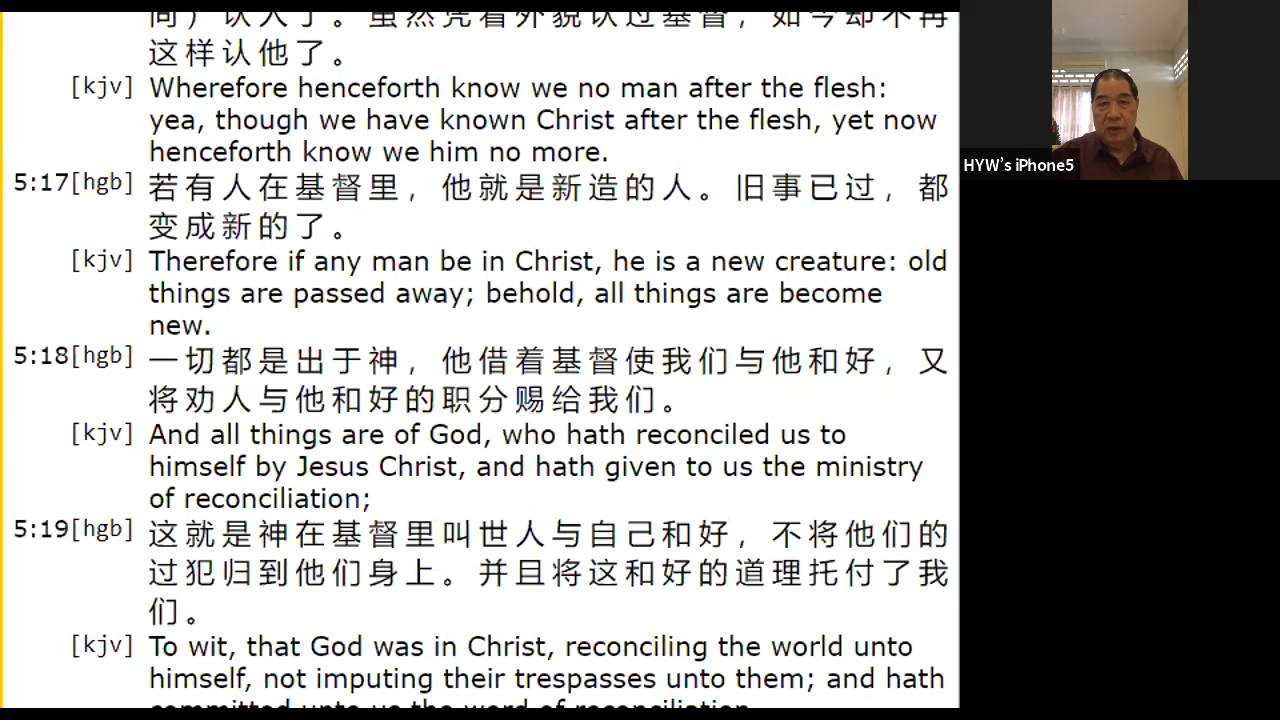 这样认他了。
[kjv] Wherefore henceforth know we no man after the flesh:
yea, though we have known Christ after the flesh, yet now
henceforth know we him no more.
5:17[hgb] 若有人在基督里，他就是新造的人。旧事已过，都
变成新的了。
[kjv] Therefore if any man be in Christ, he is a new creature: old
things are passed away; behold, all things are become
new.
5:18[hgb] 一切都是出于神，他借着基督使我们与他和好，又
将劝人与他和好的职分赐给我们。
[kjv] And all things are of God, who hath reconciled us to
himself by Jesus Christ, and hath given to us the ministry
of reconciliation;
5:19[hgb] 这就是神在基督里叫世人与自己和好，不将他们的
过犯归到他们身上。并且将这和好的道理托付了我
们。
[kjv] To wit, that God was in Christ, reconciling the world unto
himself, not imputing their trespasses unto them; and hath
HYW's iPhone5